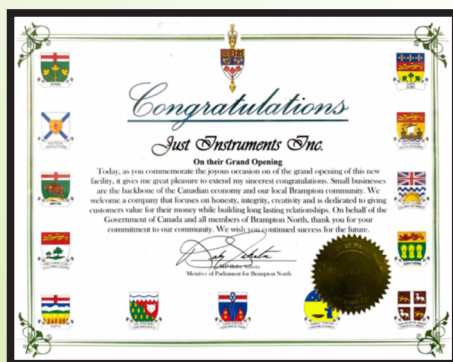 Congratulations
Just Instruments Inc.
On their Grand Opening
Today, as you commemorate the joyous occasion on of the grand opening of this new
facility, it gives me great pleasure to extend my sincerest congratulations. Small businesses
are the backbone of the Canadian economy and our local Brampton community. We
welcome a company that focuses on honesty, integrity, creativity and is dedicated to giving
customers value for their money while building long lasting relationships. On behalf of the
Government of Canada and all members of Brampton North, thank you for your
commitment to our community. We wish you continued success for the future.
Member of Parliament for Brampton North